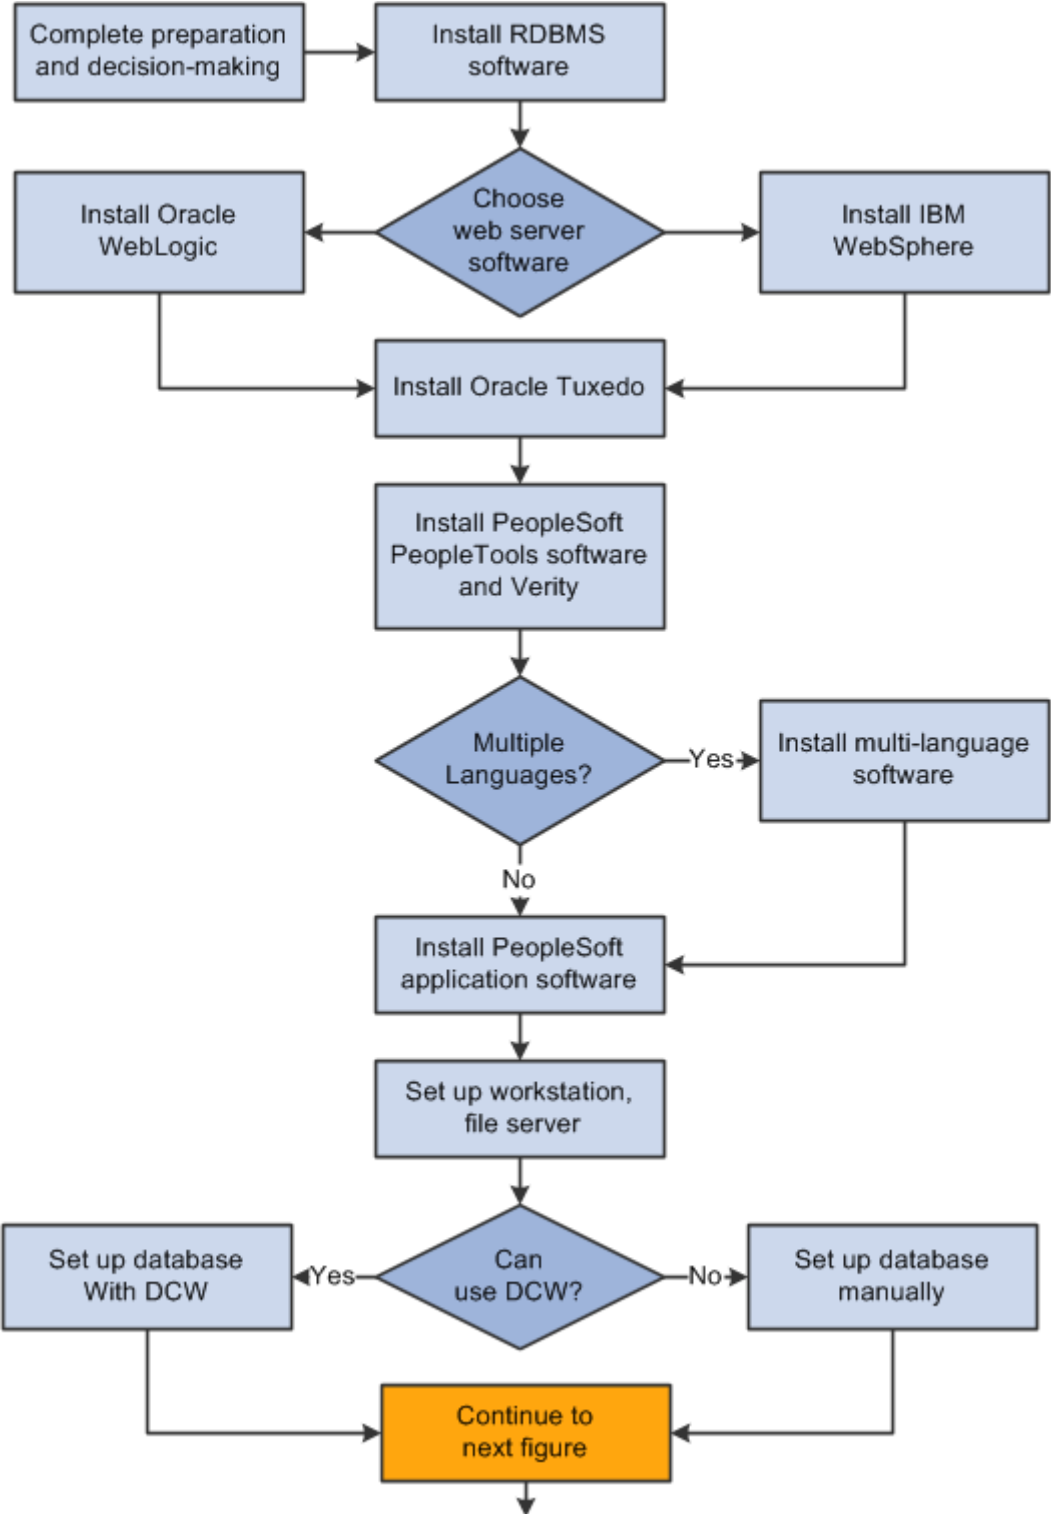 Complete preparation
and decision-making
Install RDBMS
software
Choose
web server
software
Install Oracle
WebLogic
Install IBM
WebSphere
Install Oracle Tuxedo
Install PeopleSoft
PeopleTools software
and Verity
Multiple
Languages?
Yes
Install multi-language
software
No
Install PeopleSoft
application software
Set up workstation,
file server
Can
use DCW?
Yes
Set up database
With DCW
No
Set up database
manually
Continue to
next figure